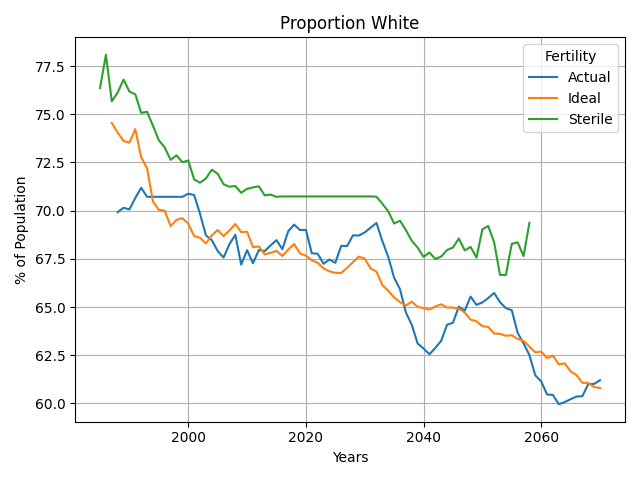 Proportion White
77.5
75.0
72.5
70.0
67.5
65.0
62.5
60.0
% of Population
2000
2020
2040
2060
Years
Fertility
Actual
Ideal
Sterile